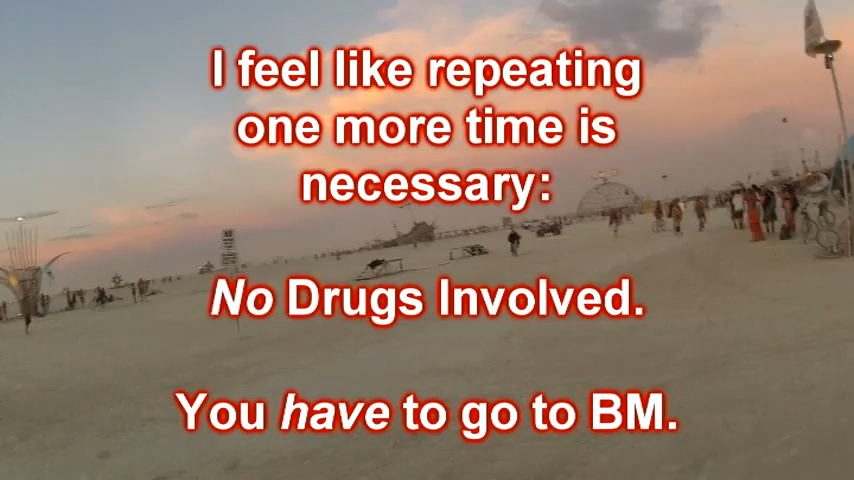 I feel like repeating
one more time is
necessary:
No Drugs Involved.
You have to go to BM.